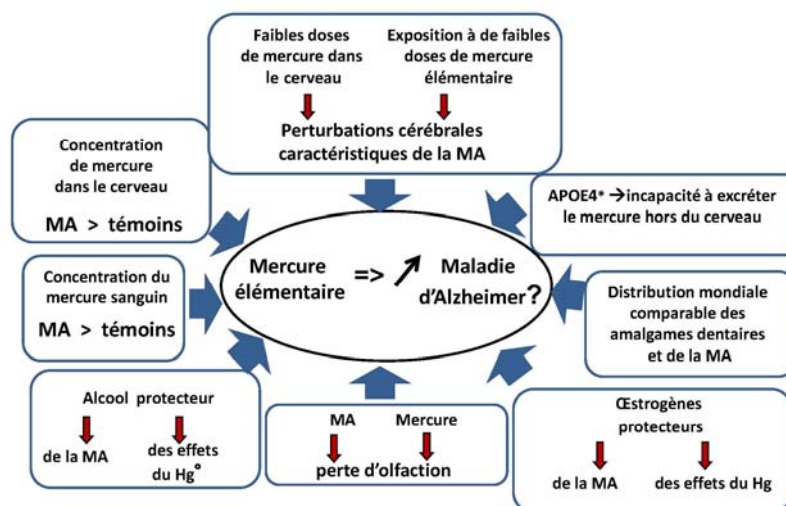 Faibles doses
de mercure dans
le cerveau
Exposition à de faibles
doses de mercure
élémentaire
Perturbations cérébrales
caractéristiques de la MA
Concentration
de mercure
dans le cerveau
MA > témoins
APOE4* → incapacité à excréter
le mercure hors du cerveau
Concentration du
mercure sanguin
MA > témoins
Mercure
élémentaire
=> ↗
Maladie
d'Alzheimer?
Distribution mondiale
comparable des
amalgames dentaires
et de la MA
Alcool protecteur
de la MA
des effets
du Hg°
MA
Mercure
perte d'olfaction
Œstrogènes
protecteurs
de la MA
des effets du Hg